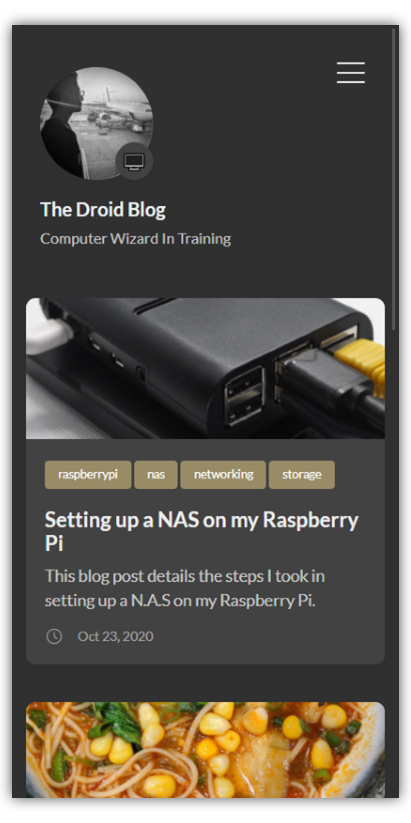 The Droid Blog
Computer Wizard In Training
raspberrypi nas networking storage
Setting up a NAS on my Raspberry
Pi
This blog post details the steps I took in
setting up a N.A.S on my Raspberry Pi.
Oct 23, 2020